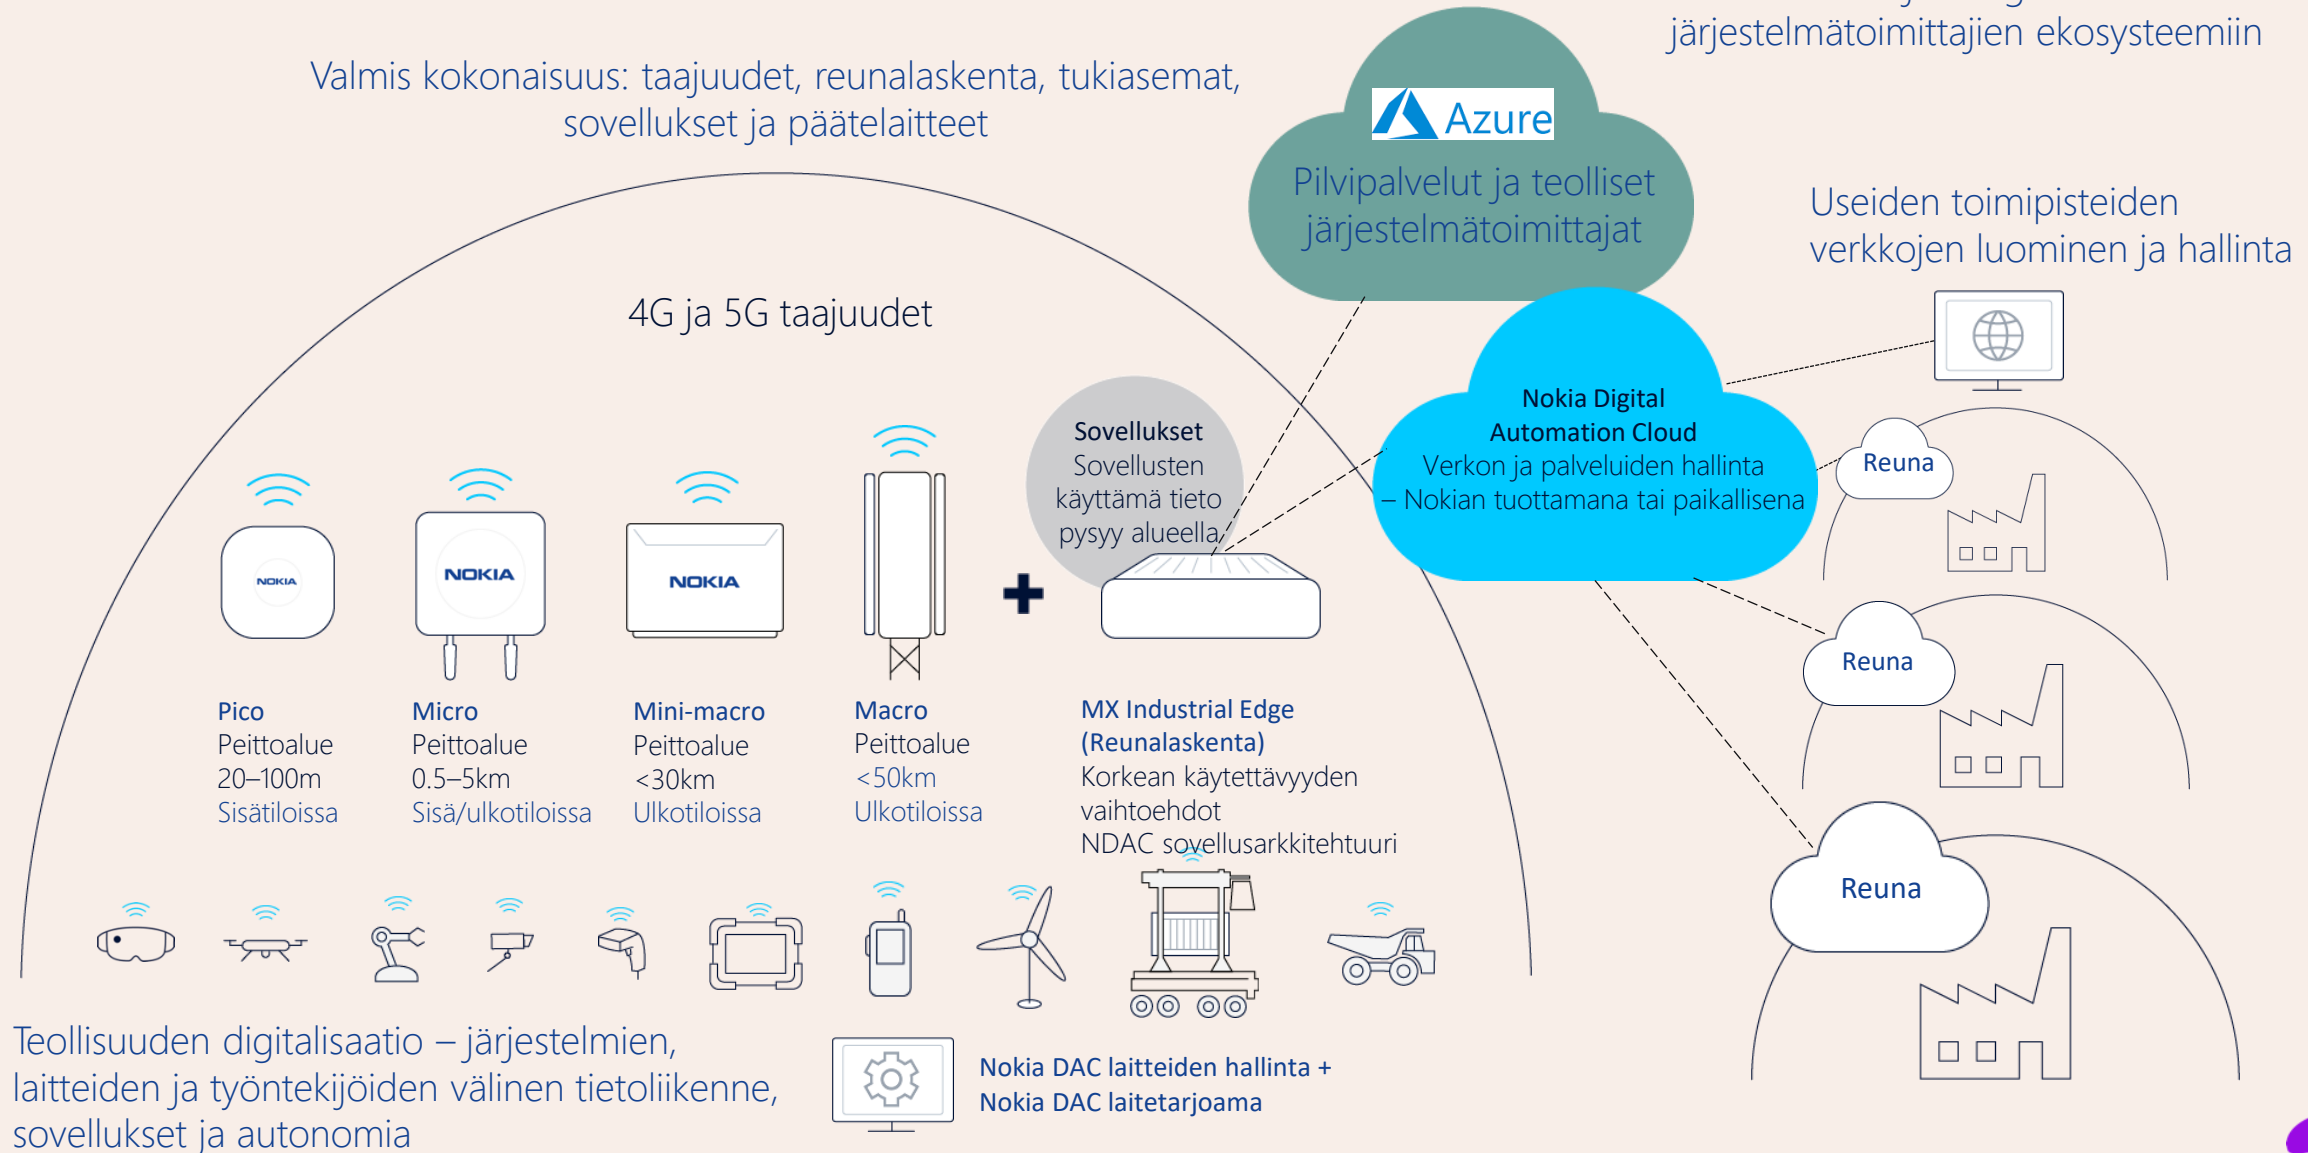 järjestelmätoimittajien ekosysteemiin
Valmis kokonaisuus: taajuudet, reunalaskenta, tukiasemat,
sovellukset ja päätelaitteet
Azure
Pilvipalvelut ja teolliset
järjestelmätoimittajat
Useiden toimipisteiden
verkkojen luominen ja hallinta
4G ja 5G taajuudet
Sovellukset
Sovellusten
käyttämä tieto
pysyy alueella
Nokia Digital
Automation Cloud
Verkon ja palveluiden hallinta
– Nokian tuottamana tai paikallisena
Reuna
Reuna
Reuna
NOKIA
NOKIA
NOKIA
Pico
Peittoalue
20–100m
Sisätiloissa
Micro
Peittoalue
0.5–5km
Sisä/ulkotiloissa
Mini-macro
Peittoalue
<30km
Ulkotiloissa
Macro
Peittoalue
<50km
Ulkotiloissa
MX Industrial Edge
(Reunalaskenta)
Korkean käytettävyyden
vaihtoehdot
NDAC sovellusarkkitehtuuri
Teollisuuden digitalisaatio – järjestelmien,
laitteiden ja työntekijöiden välinen tietoliikenne,
sovellukset ja autonomia
Nokia DAC laitteiden hallinta +
Nokia DAC laitetarjoama